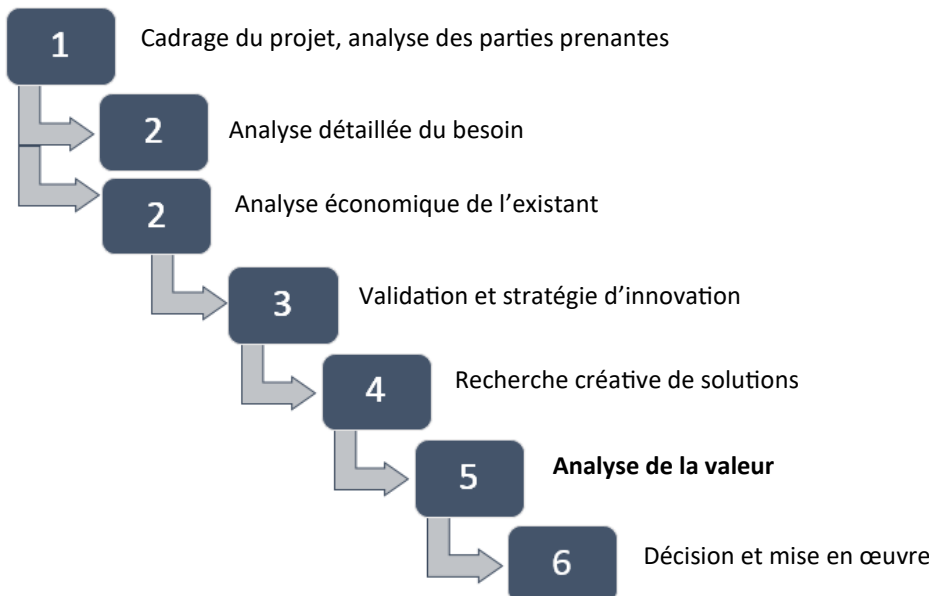 1 Cadrage du projet, analyse des parties prenantes
2 Analyse détaillée du besoin
2 Analyse économique de l’existant
3 Validation et stratégie d’innovation
4 Recherche créative de solutions
5 Analyse de la valeur
6 Décision et mise en œuvre